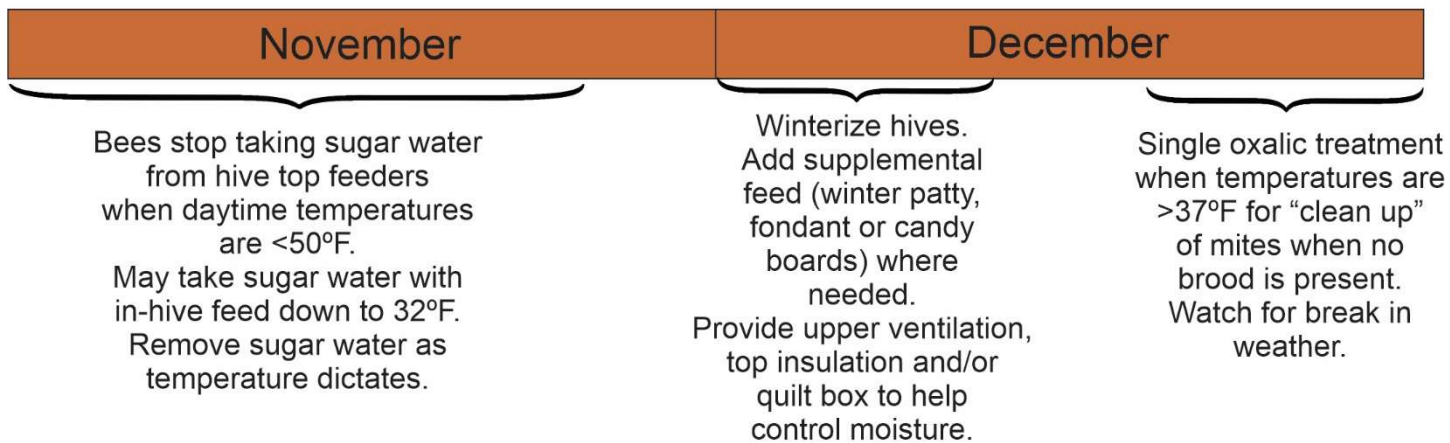 November
December
Bees stop taking sugar water
from hive top feeders
when daytime temperatures
are <50ºF.
May take sugar water with
in-hive feed down to 32ºF.
Remove sugar water as
temperature dictates.
Winterize hives.
Add supplemental
feed (winter patty,
fondant or candy
boards) where
needed.
Provide upper ventilation,
top insulation and/or
quilt box to help
control moisture.
Single oxalic treatment
when temperatures are
>37ºF for “clean up”
of mites when no
brood is present.
Watch for break in
weather.